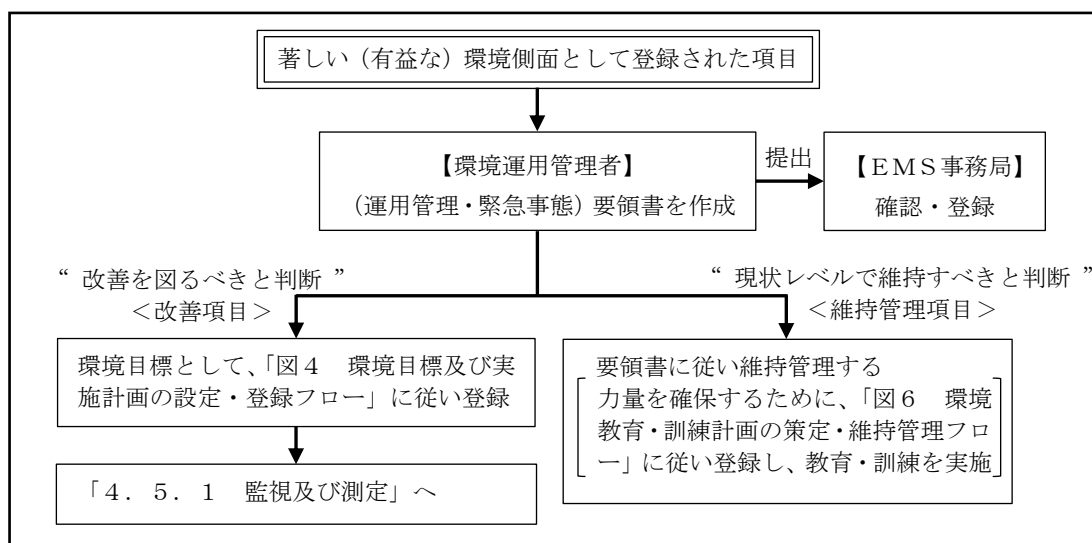 著しい（有益な）環境側面として登録された項目
【環境運用管理者】
（運用管理・緊急事態）要領書を作成
提出
【ＥＭＳ事務局】
確認・登録
“ 改善を図るべきと判断 ”
＜改善項目＞
“ 現状レベルで維持すべきと判断 ”
＜維持管理項目＞
環境目標として、「図４　環境目標及び実
施計画の設定・登録フロー」に従い登録
要領書に従い維持管理する
力量を確保するために、「図６　環境
教育・訓練計画の策定・維持管理フロ
ー」に従い登録し、教育・訓練を実施
「４．５．１　監視及び測定」へ